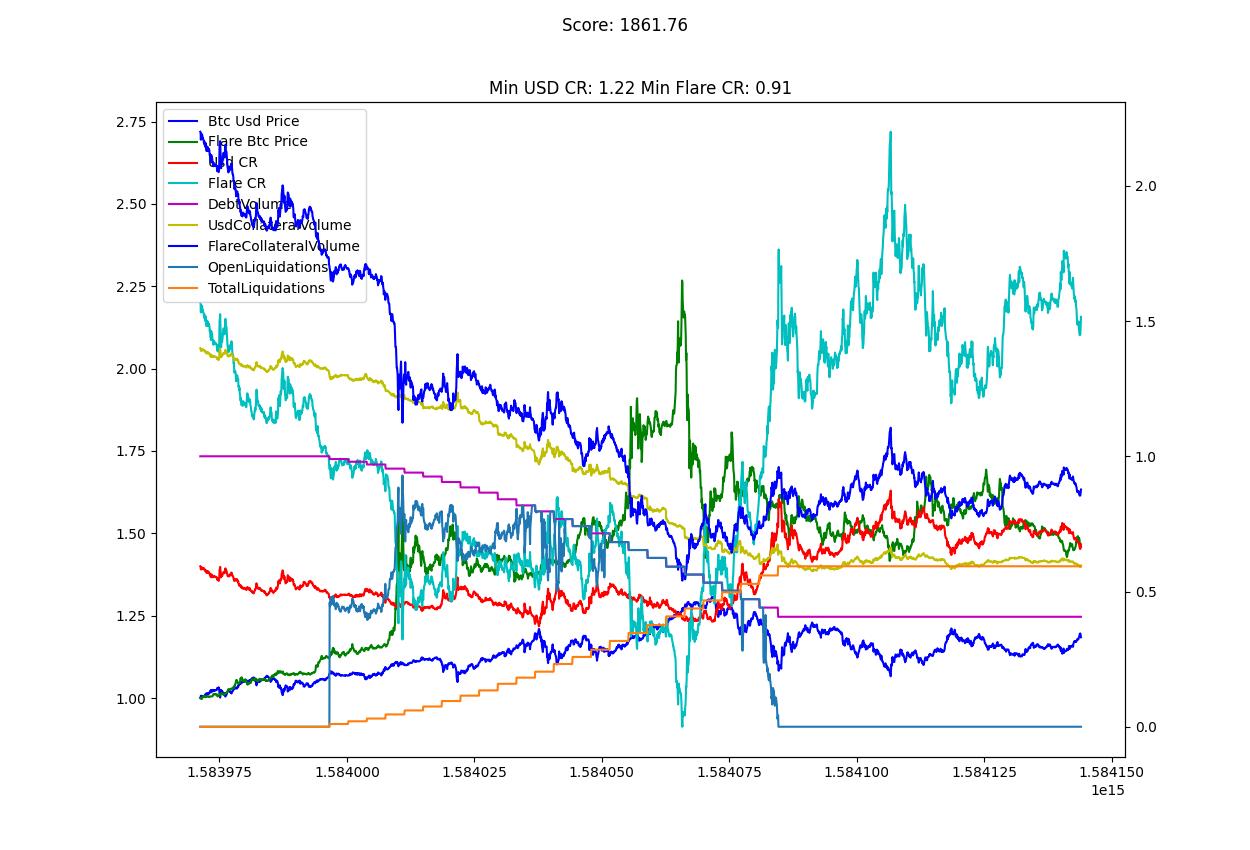 Score: 1861.76
Min USD CR: 1.22 Min Flare CR: 0.91
Btc Usd Price
Flare Btc Price
Usd CR
Flare CR
DebtVolume
UsdCollateralVolume
FlareCollateralVolume
OpenLiquidations
TotalLiquidations
2.75
2.50
2.25
2.00
1.75
1.50
1.25
1.00
2.0
1.5
1.0
0.5
0.0
1.583975 1.584000 1.584025 1.584050 1.584075 1.584100 1.584125 1.584150
1e15